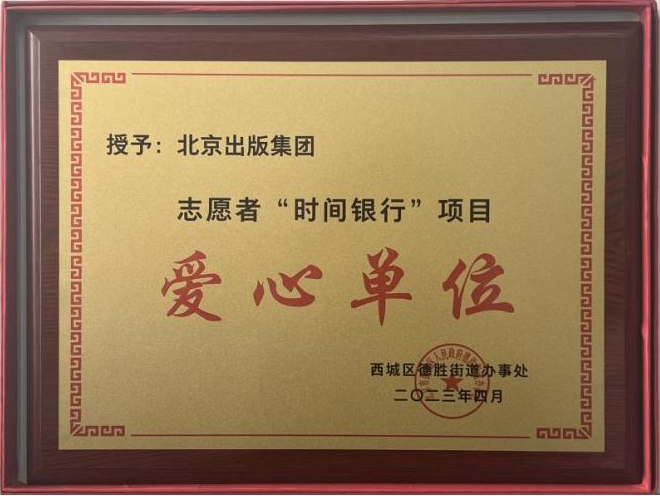 授予：北京出版集团
志愿者“时间银行”项目
爱心单位
西城区德胜街道办事处
二〇二三年四月